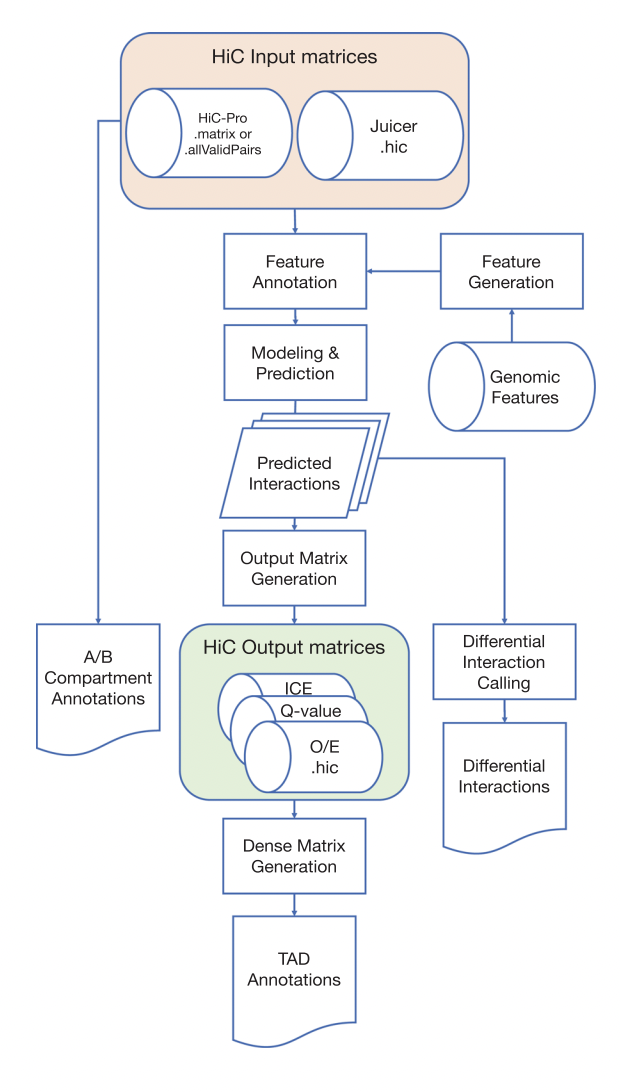 HiC Input matrices
HiC-Pro
.matrix or
.allValidPairs
Juicer
.hic
Feature
Annotation
Feature
Generation
Modeling &
Prediction
Genomic
Features
Predicted
Interactions
Output Matrix
Generation
A/B
Compartment
Annotations
HiC Output matrices
ICE
Q-value
O/E
.hic
Differential
Interaction
Calling
Differential
Interactions
Dense Matrix
Generation
TAD
Annotations